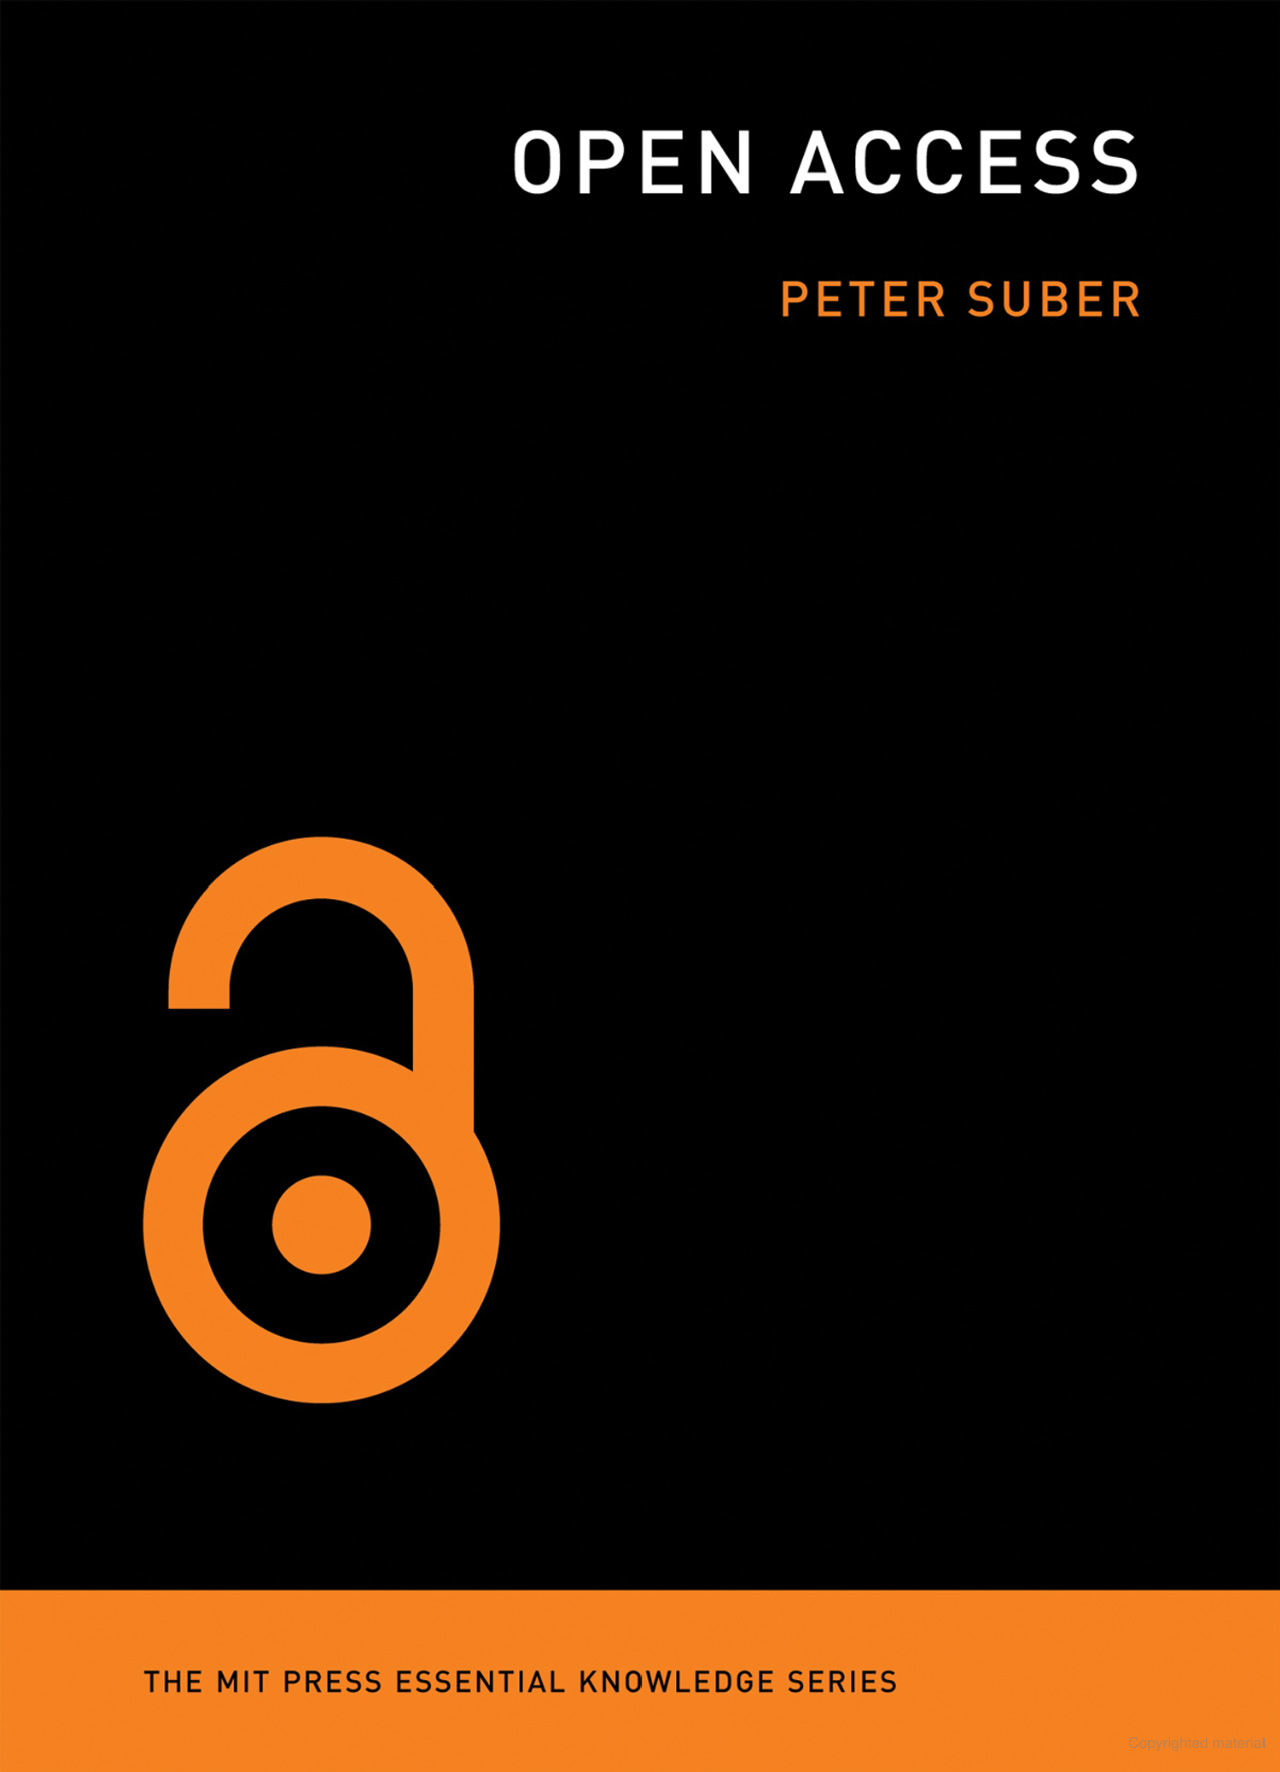 OPEN ACCESS
PETER SUBER
THE MIT PRESS ESSENTIAL KNOWLEDGE SERIES
Copyrighted material